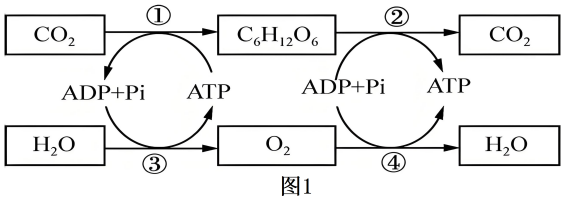 ① ②
CO₂ C₆H₁₂O₆ CO₂
ADP+Pi ATP ADP+Pi ATP
H₂O O₂ H₂O
③ ④
图1